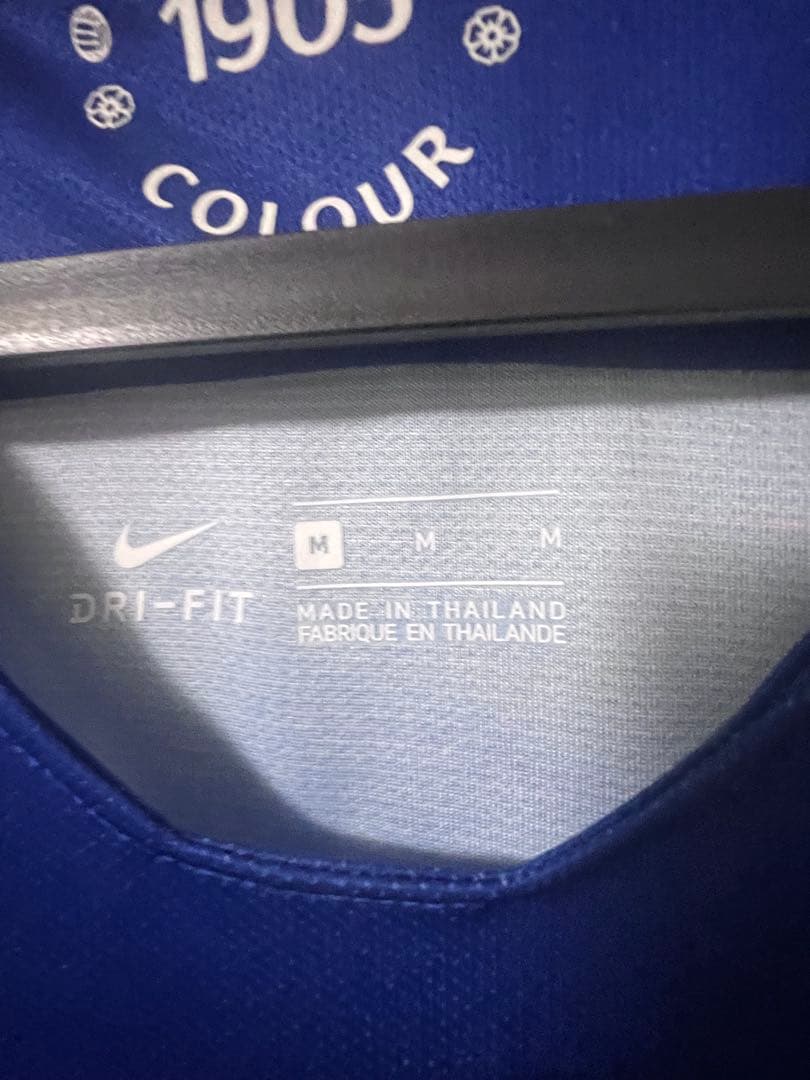 1905
COLOUR
M M M
DRI-FIT
MADE IN THAILAND
FABRIQUE EN THAILANDE